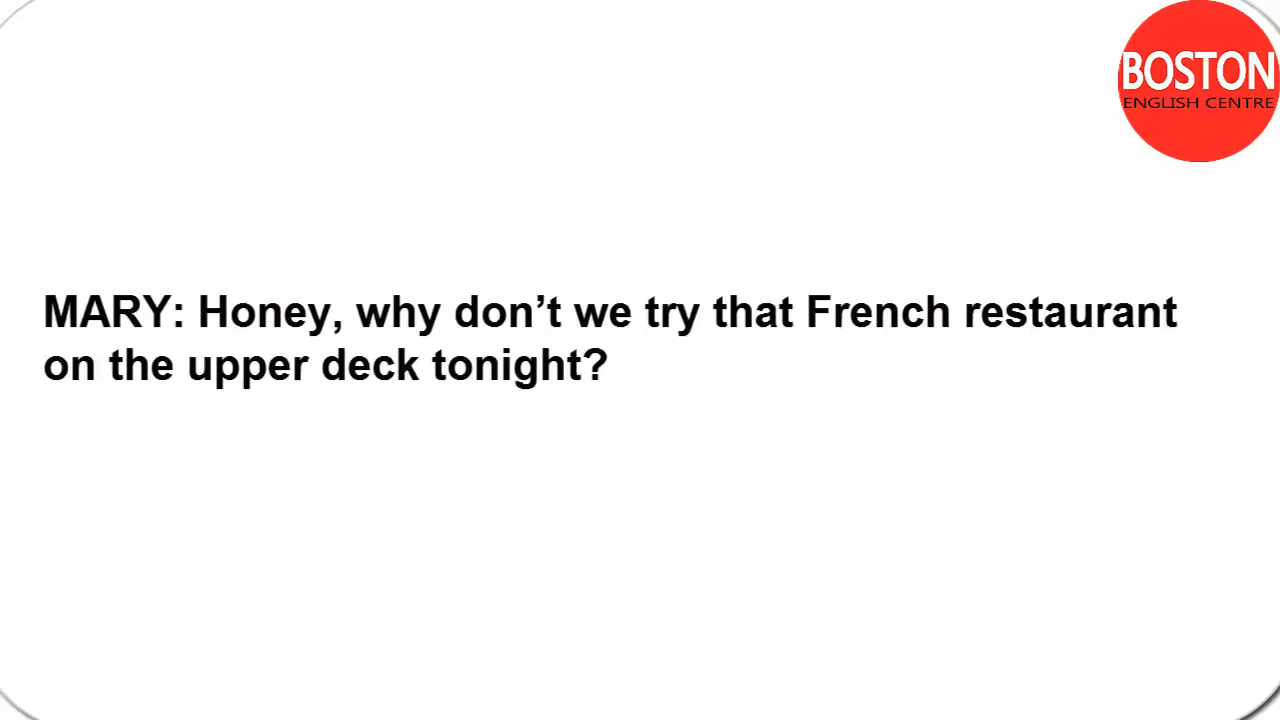 BOSTON
ENGLISH CENTRE
MARY: Honey, why don’t we try that French restaurant
on the upper deck tonight?